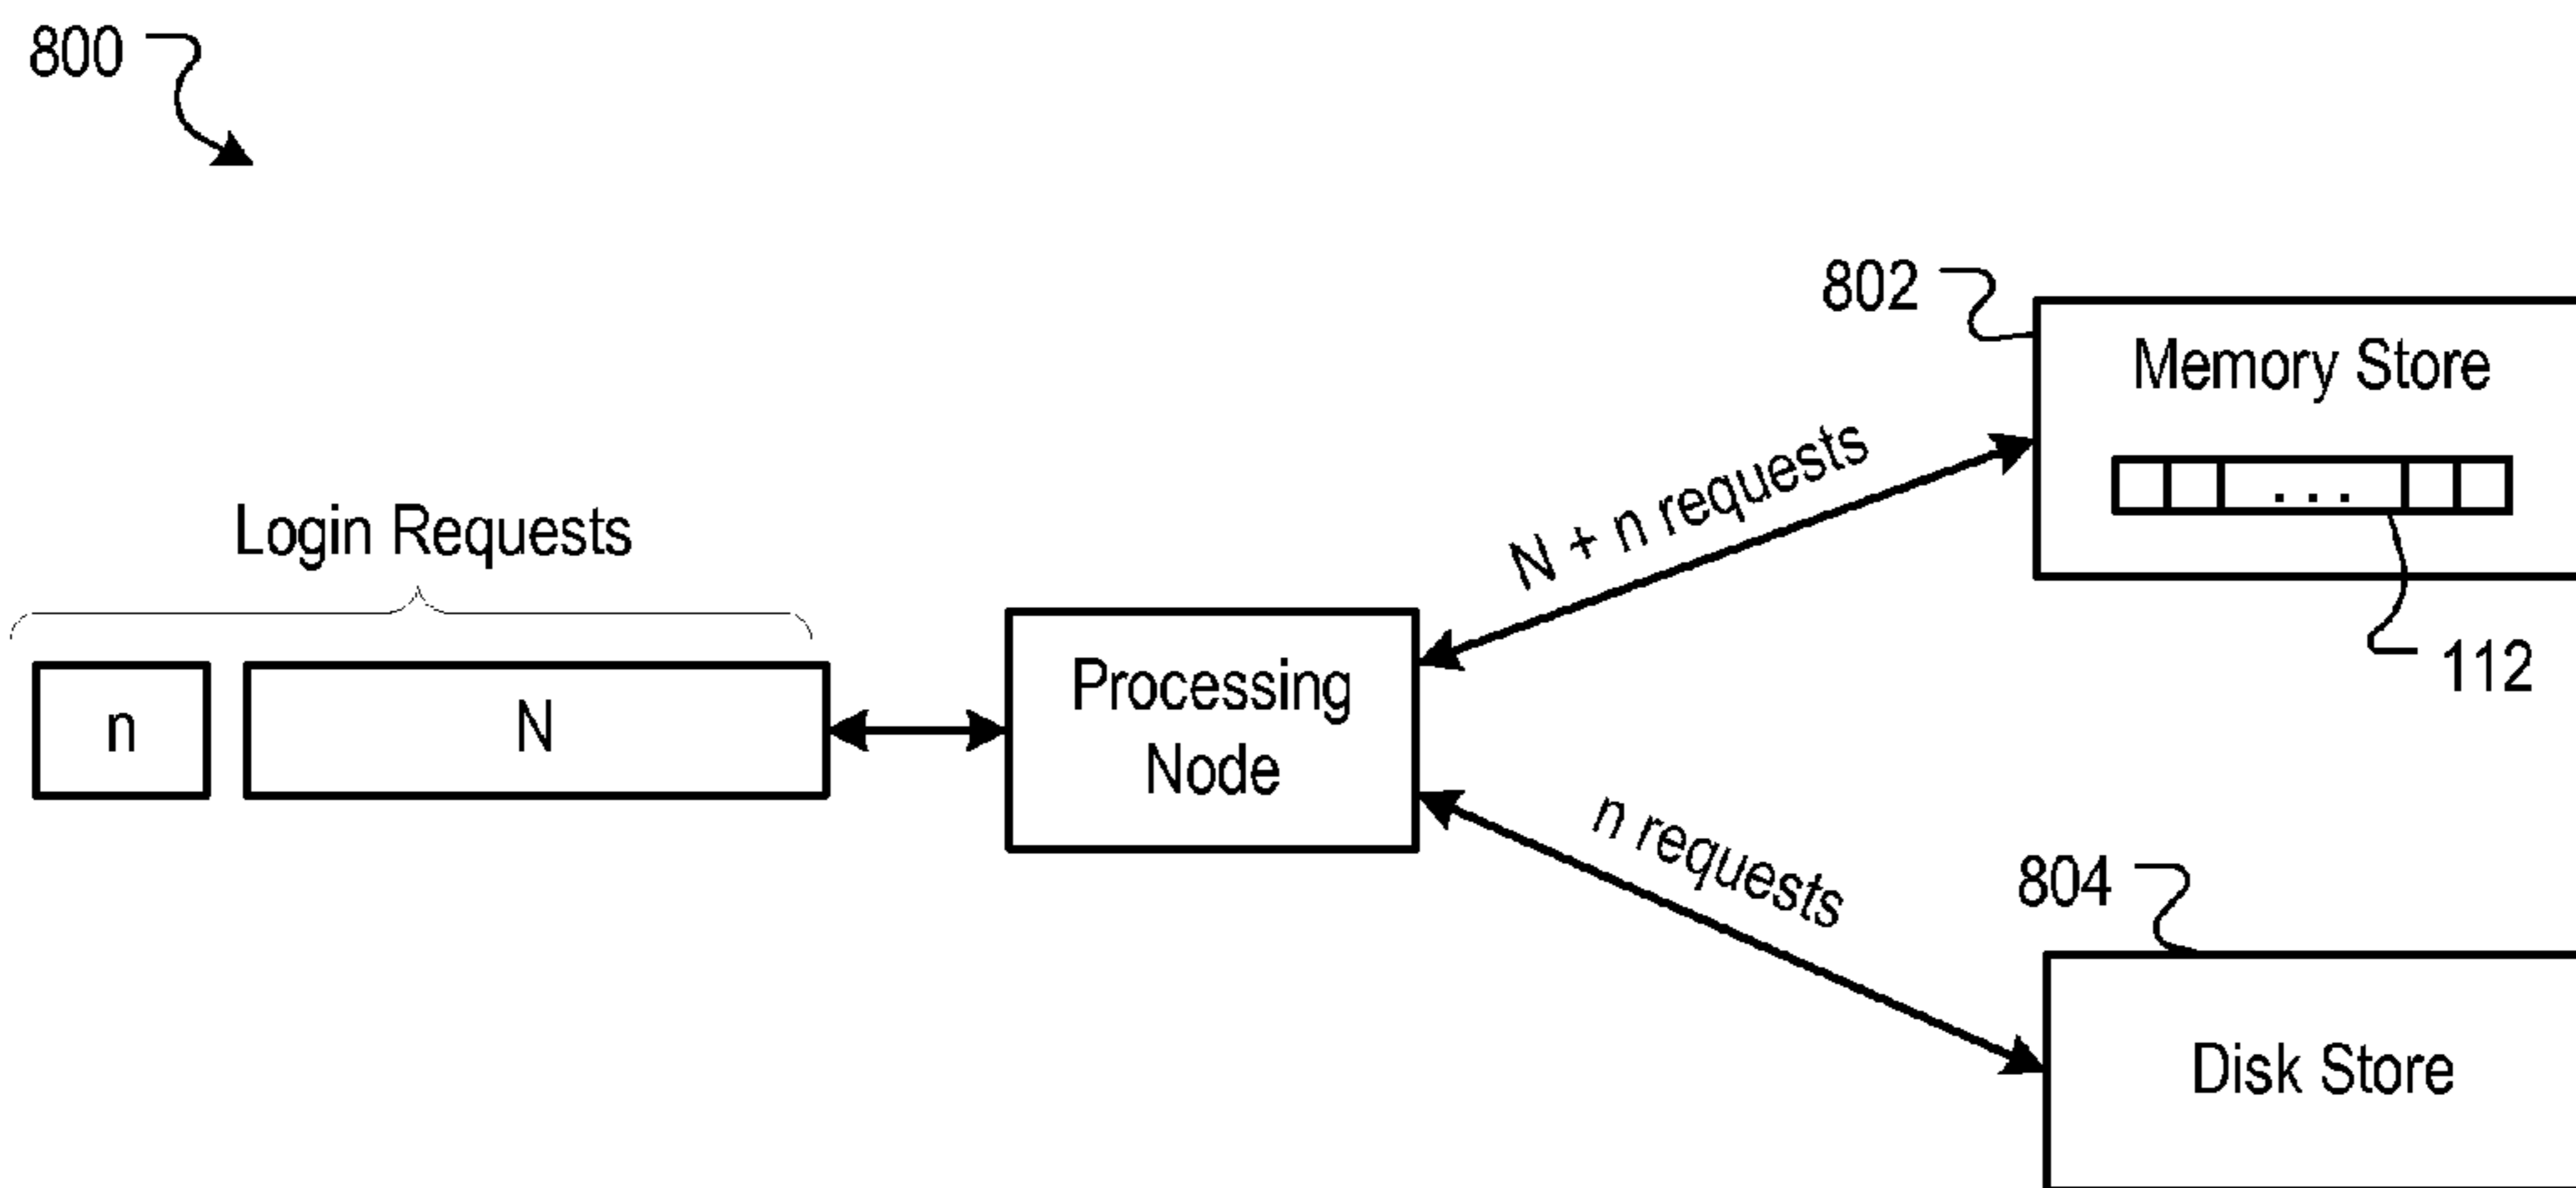 800
802
Memory Store
. . .
112
Login Requests
n
N
Processing
Node
N + n requests
n requests
804
Disk Store